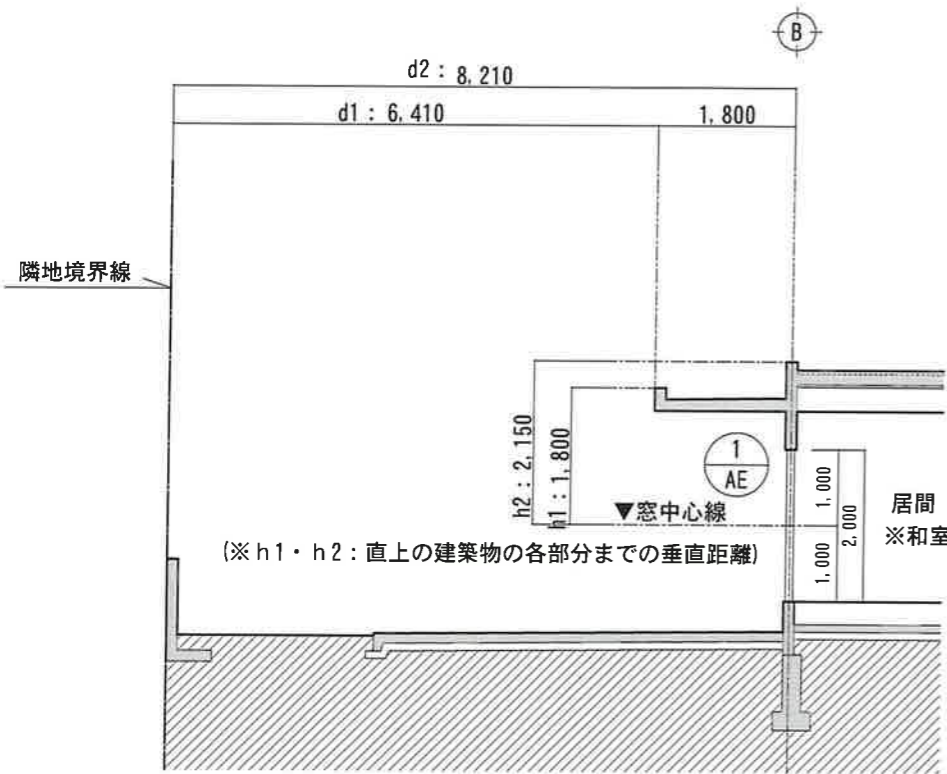 B
d2：8,210
d1：6,410
1,800
隣地境界線
h2：2,150
h1：1,800
1
AE
1,000
2,000
1,000
▼窓中心線
居間
※和室
(※ｈ1・ｈ2：直上の建築物の各部分までの垂直距離)